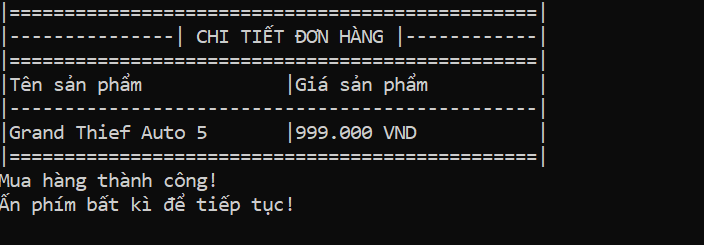 |================================================|
|---------------| CHI TIẾT ĐƠN HÀNG |------------|
|================================================|
|Tên sản phẩm             |Giá sản phẩm          |
|------------------------------------------------|
|Grand Thief Auto 5       |999.000 VND           |
|================================================|
Mua hàng thành công!
Ấn phím bất kì để tiếp tục!